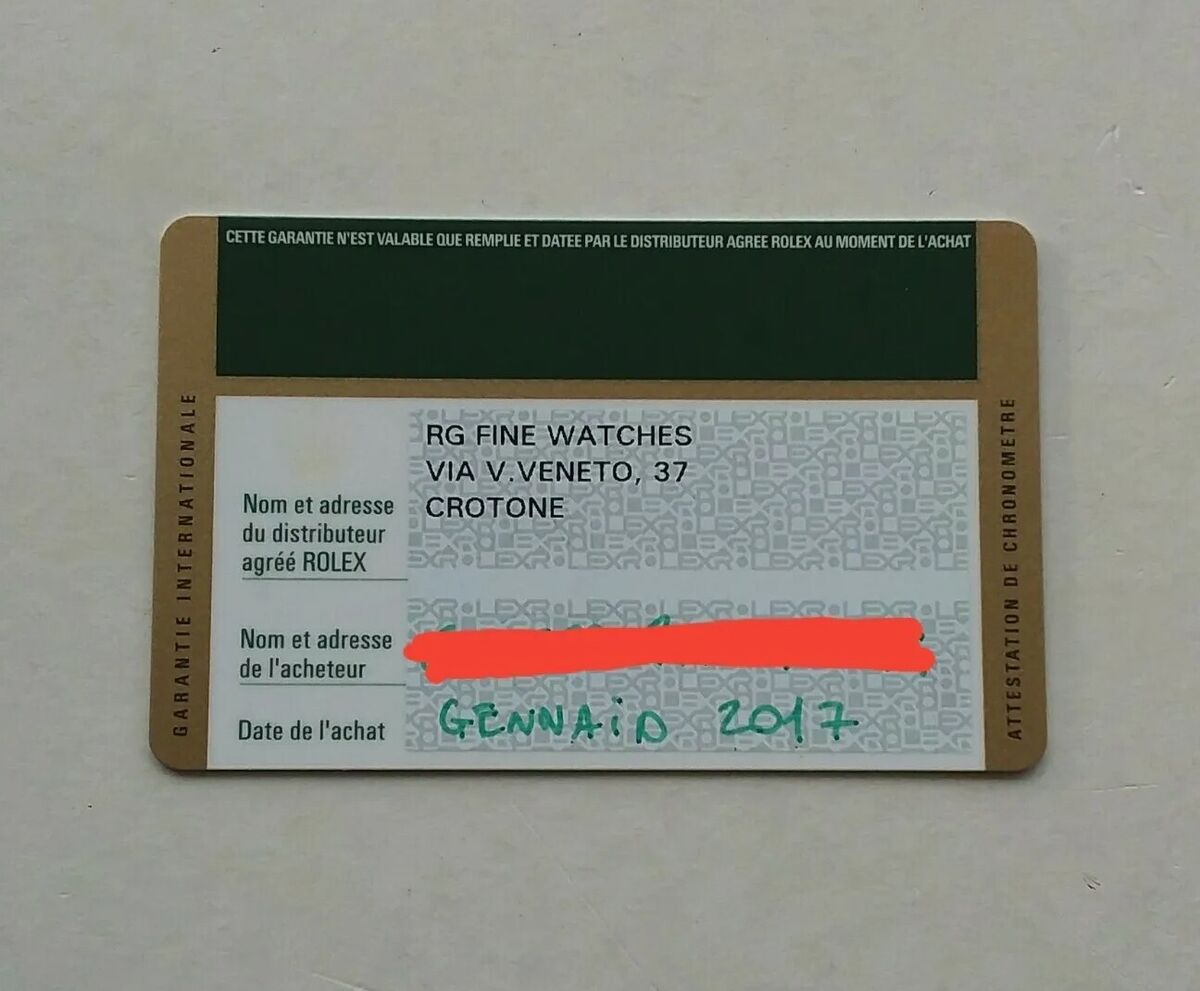 CETTE GARANTIE N'EST VALABLE QUE REMPLIE ET DATEE PAR LE DISTRIBUTEUR AGREE ROLEX AU MOMENT DE L'ACHAT
GARANTIE INTERNATIONALE
Nom et adresse
du distributeur
agréé ROLEX
RG FINE WATCHES
VIA V.VENETO, 37
CROTONE
Nom et adresse
de l'acheteur
Date de l'achat
GENNAiO 2017
ATTESTATION DE CHRONOMETRE